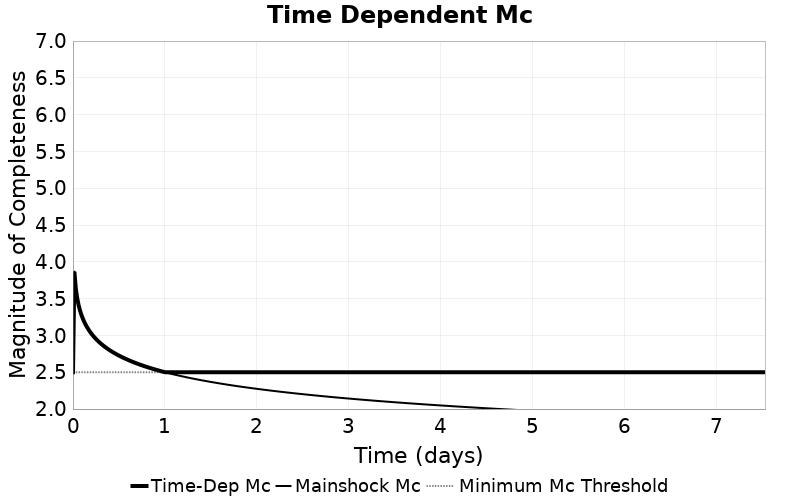 Time Dependent Mc
Magnitude of Completeness
7.0
6.5
6.0
5.5
5.0
4.5
4.0
3.5
3.0
2.5
2.0
0 1 2 3 4 5 6 7
Time (days)
Time-Dep Mc Mainshock Mc Minimum Mc Threshold